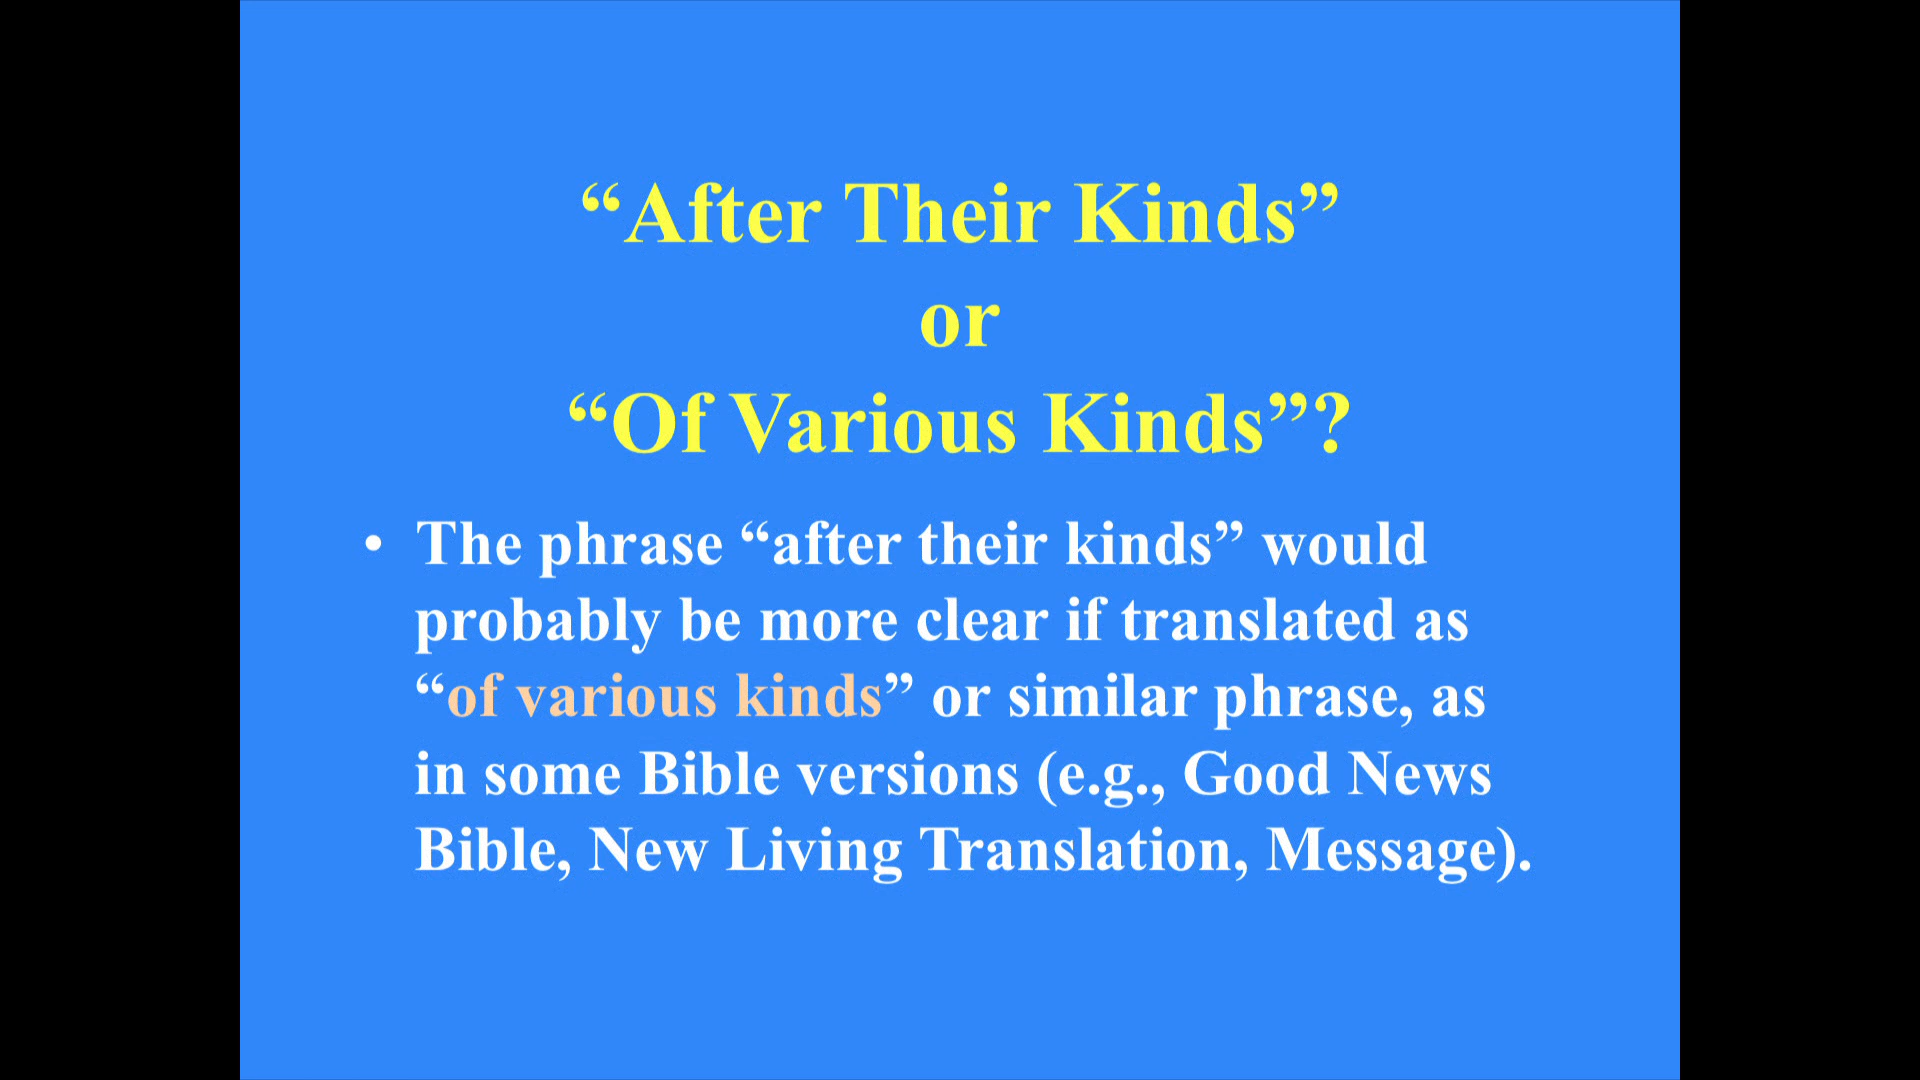 “After Their Kinds”
or
“Of Various Kinds”?
• The phrase “after their kinds” would
probably be more clear if translated as
“of various kinds” or similar phrase, as
in some Bible versions (e.g., Good News
Bible, New Living Translation, Message).